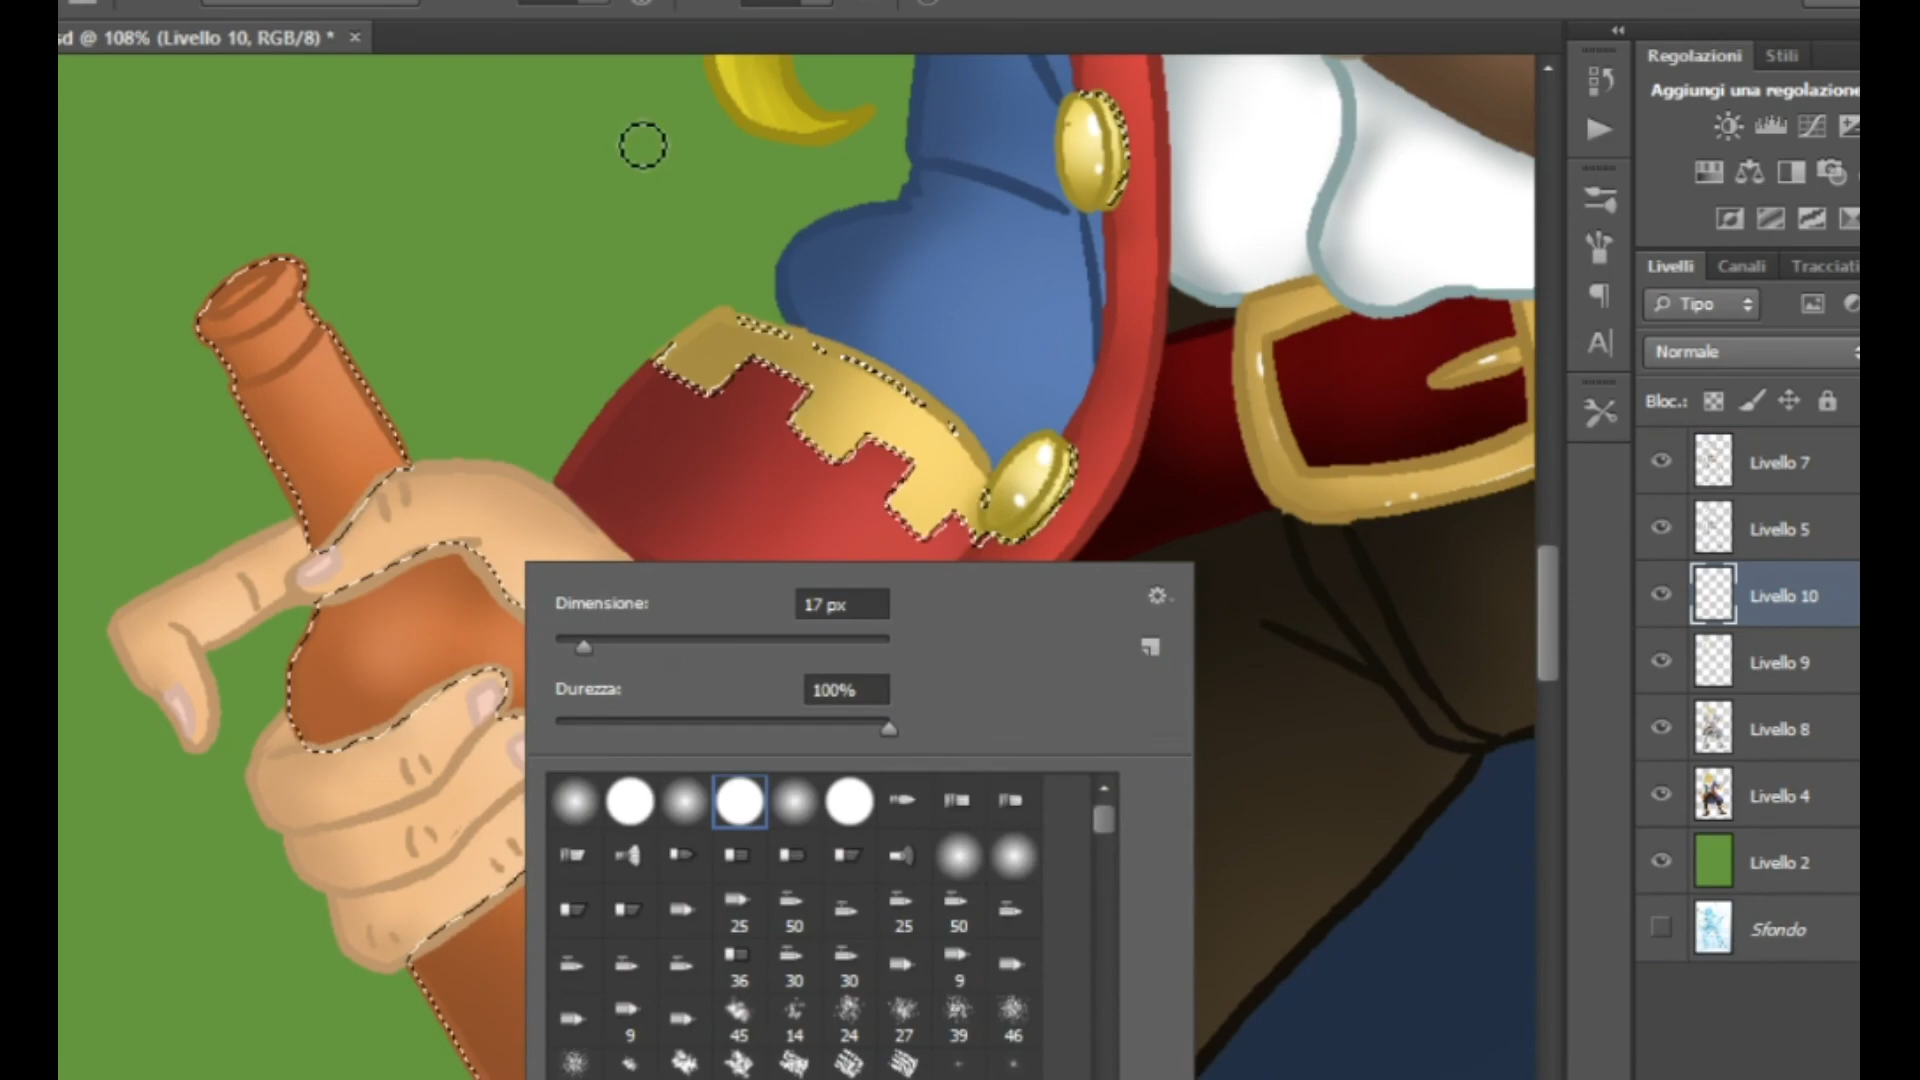 sd @ 108% (Livello 10, RGB/8) *
Regolazioni
Stili
Aggiungi una regolazione
Livelli
Canali
Tracciati
Tipo
Normale
Bloc.:
Livello 7
Livello 5
Livello 10
Livello 9
Livello 8
Livello 4
Livello 2
Sfondo
Dimensione:
17 px
Durezza:
100%
25
50
25
50
36
30
30
9
9
45
14
24
27
39
46